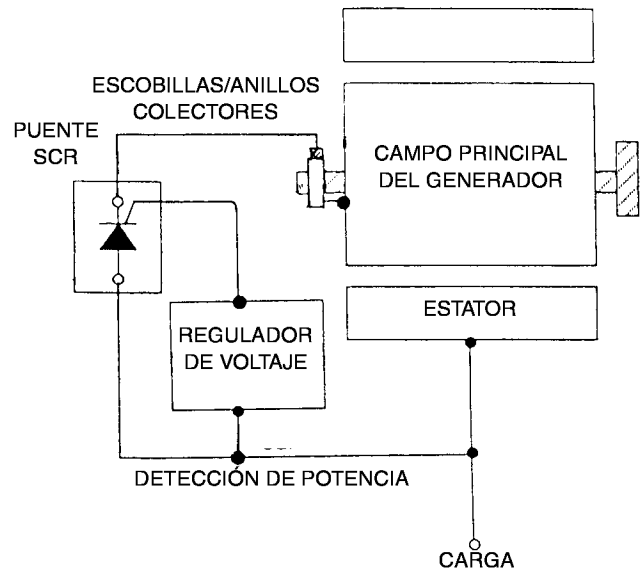 ESCOBILLAS/ANILLOS
COLECTORES
PUENTE
SCR
CAMPO PRINCIPAL
DEL GENERADOR
ESTATOR
REGULADOR
DE VOLTAJE
DETECCIÓN DE POTENCIA
CARGA